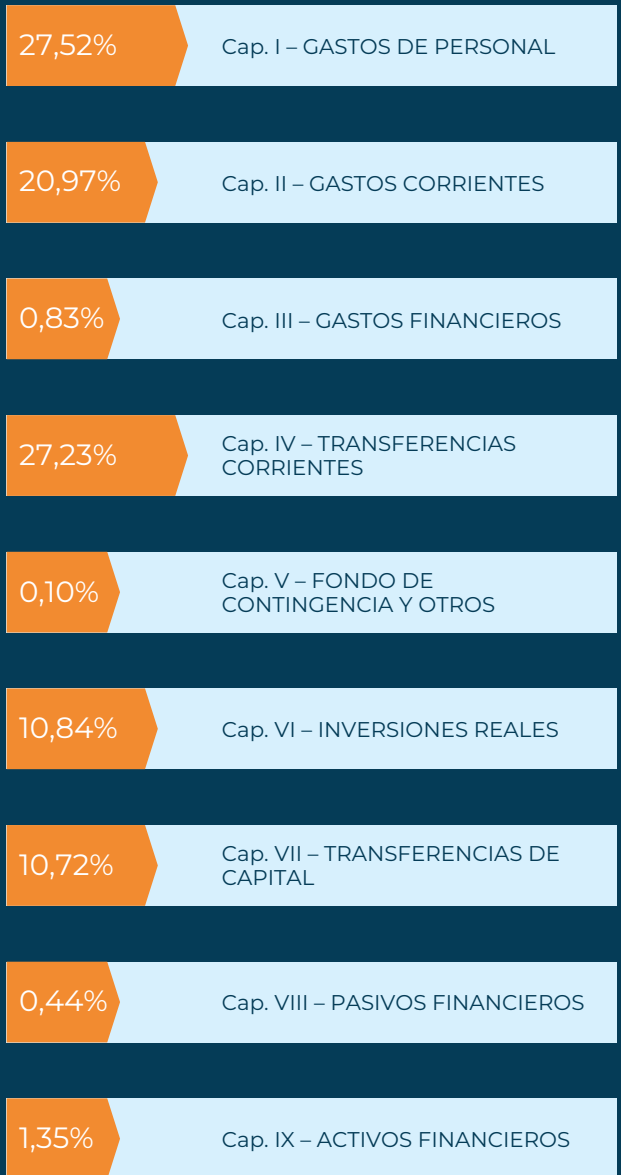 27,52%
Cap. I – GASTOS DE PERSONAL
20,97%
Cap. II – GASTOS CORRIENTES
0,83%
Cap. III – GASTOS FINANCIEROS
27,23%
Cap. IV – TRANSFERENCIAS
CORRIENTES
0,10%
Cap. V – FONDO DE
CONTINGENCIA Y OTROS
10,84%
Cap. VI – INVERSIONES REALES
10,72%
Cap. VII – TRANSFERENCIAS DE
CAPITAL
0,44%
Cap. VIII – PASIVOS FINANCIEROS
1,35%
Cap. IX – ACTIVOS FINANCIEROS